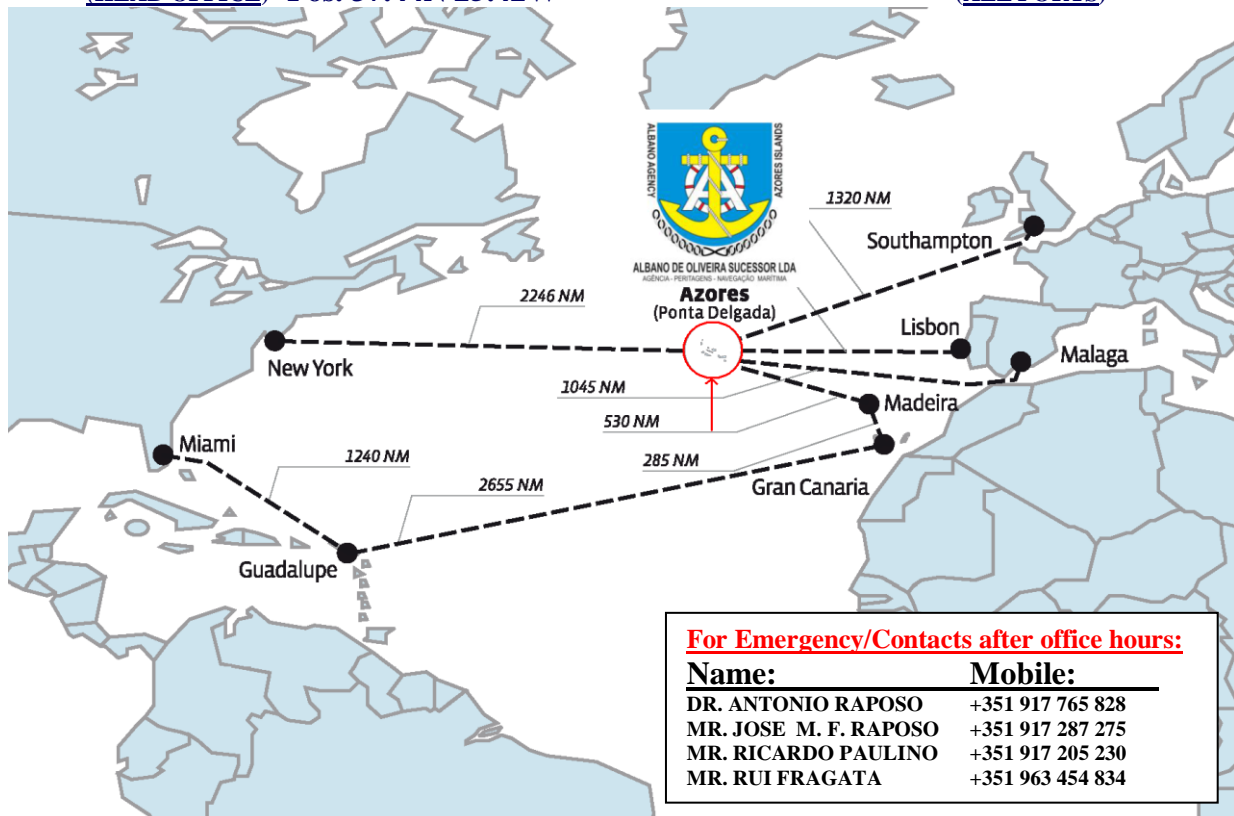 ALBANO AGENCY
AZORES ISLANDS
ALBANO DE OLIVEIRA SUCESSOR LDA
AGÊNCIA - PERITAGENS - NAVEGAÇÃO MARÍTIMA
Azores
(Ponta Delgada)
1320 NM
Southampton
2246 NM
New York
Lisbon
Malaga
1045 NM
Madeira
530 NM
Miami
1240 NM
285 NM
2655 NM
Gran Canaria
Guadalupe
For Emergency/Contacts after office hours:
Name: Mobile:
DR. ANTONIO RAPOSO +351 917 765 828
MR. JOSE M. F. RAPOSO +351 917 287 275
MR. RICARDO PAULINO +351 917 205 230
MR. RUI FRAGATA +351 963 454 834